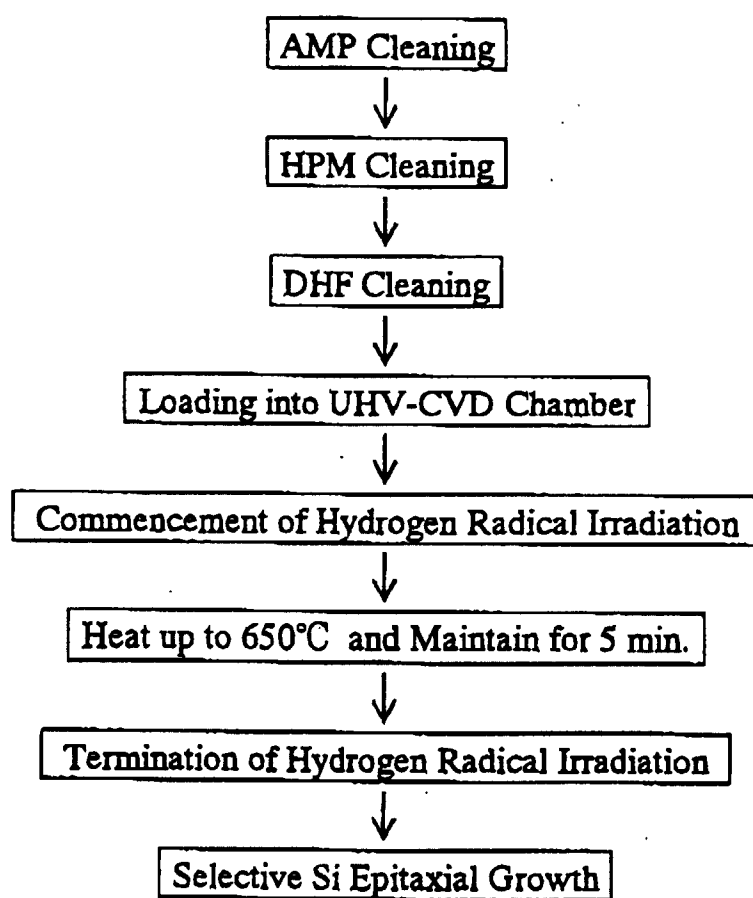 AMP Cleaning
HPM Cleaning
DHF Cleaning
Loading into UHV-CVD Chamber
Commencement of Hydrogen Radical Irradiation
Heat up to 650°C and Maintain for 5 min.
Termination of Hydrogen Radical Irradiation
Selective Si Epitaxial Growth